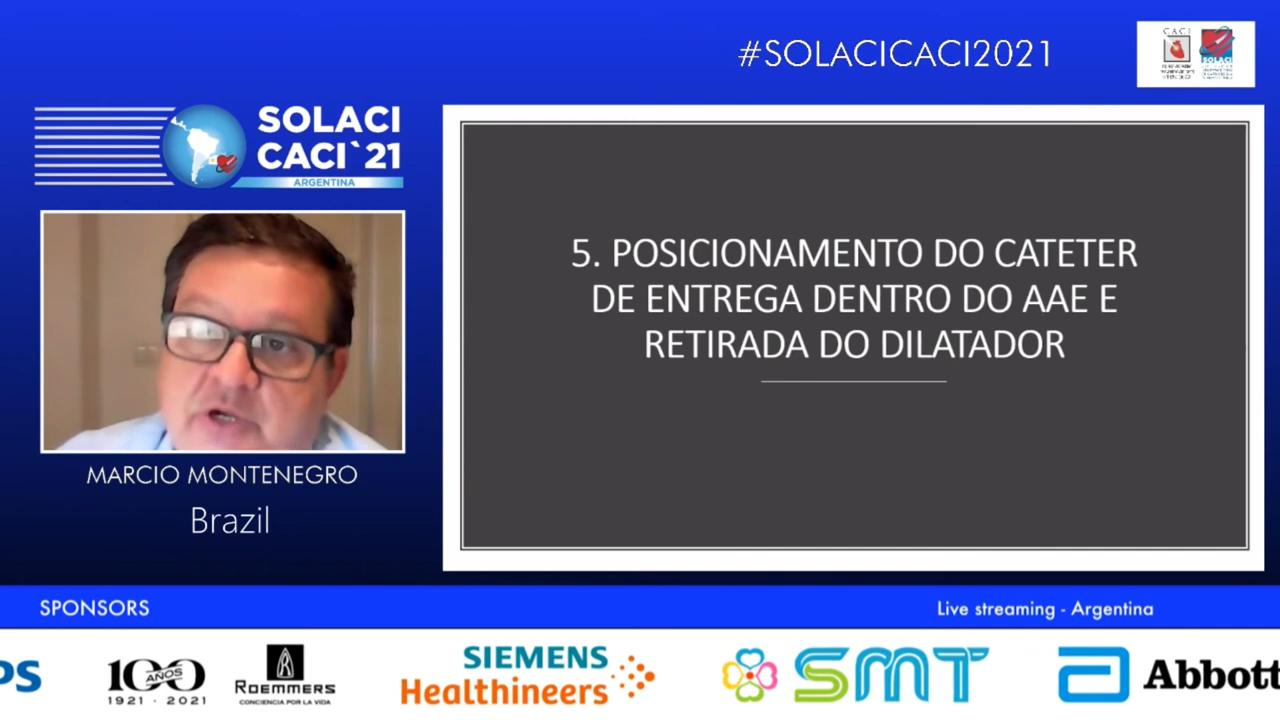 #SOLACICACI2021
CACI
SOLACI
SOLACI
CACI`21
ARGENTINA
5. POSICIONAMENTO DO CATETER
DE ENTREGA DENTRO DO AAE E
RETIRADA DO DILATADOR
MARCIO MONTENEGRO
Brazil
SPONSORS
Live streaming - Argentina
PS
100
AÑOS
1921 - 2021
ROEMMERS
CONCIENCIA POR LA VIDA
SIEMENS
Healthineers
SMT
Abbott